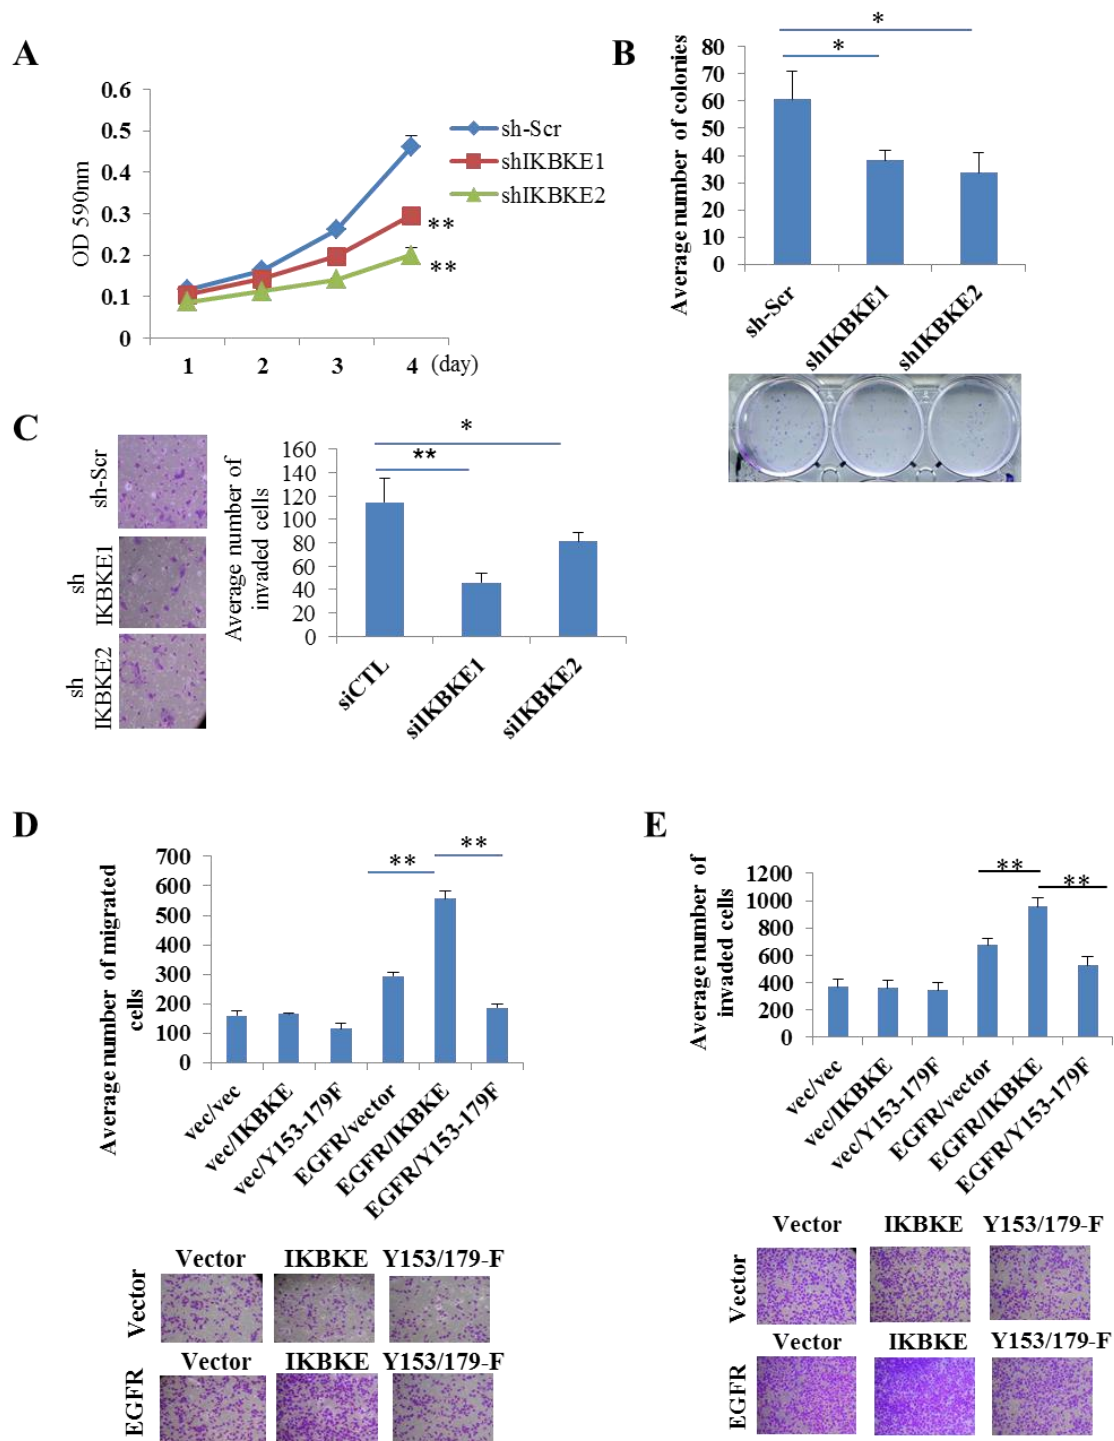 A
0.6
0.5
0.4
0.3
0.2
0.1
0
OD 590nm
1 2 3 4 (day)
sh-Scr
shIKBKE1
shIKBKE2
**
**
B
*
*
80
70
60
50
40
30
20
10
0
Average number of colonies
sh-Scr
shIKBKE1
shIKBKE2
C
sh-Scr
sh
IKBKE1
sh
IKBKE2
*
**
160
140
120
100
80
60
40
20
0
Average number of
invaded cells
siCTL
siIKBKE1
siIKBKE2
D
**
**
700
600
500
400
300
200
100
0
Average number of migrated
cells
vec/vec
vec/IKBKE
vec/Y153-179F
EGFR/vector
EGFR/IKBKE
EGFR/Y153-179F
Vector IKBKE Y153/179-F
Vector
Vector IKBKE Y153/179-F
EGFR
E
**
**
1200
1000
800
600
400
200
0
Average number of
invaded cells
vec/vec
vec/IKBKE
vec/Y153-179F
EGFR/vector
EGFR/IKBKE
EGFR/Y153-179F
Vector IKBKE Y153/179-F
Vector
Vector IKBKE Y153/179-F
EGFR